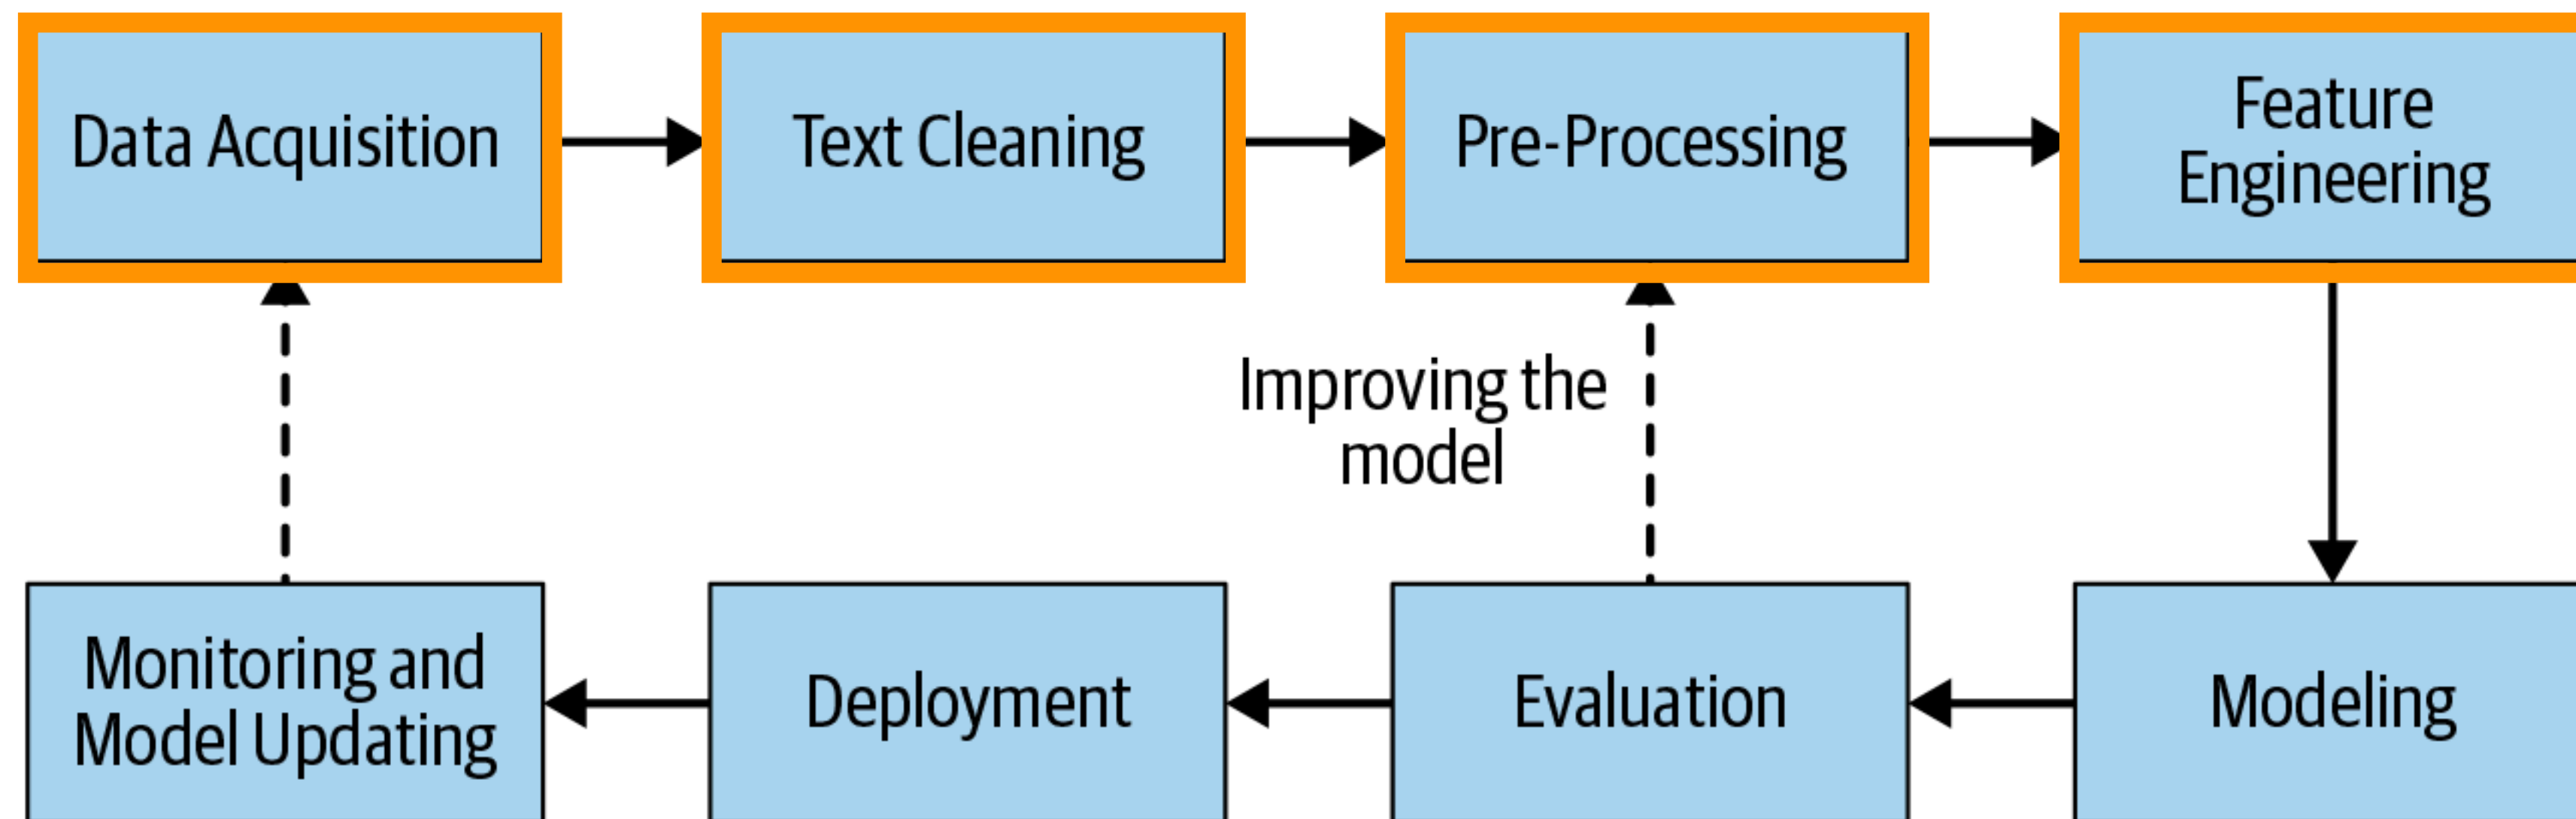 Data Acquisition
Text Cleaning
Pre-Processing
Feature
Engineering
Improving the
model
Monitoring and
Model Updating
Deployment
Evaluation
Modeling